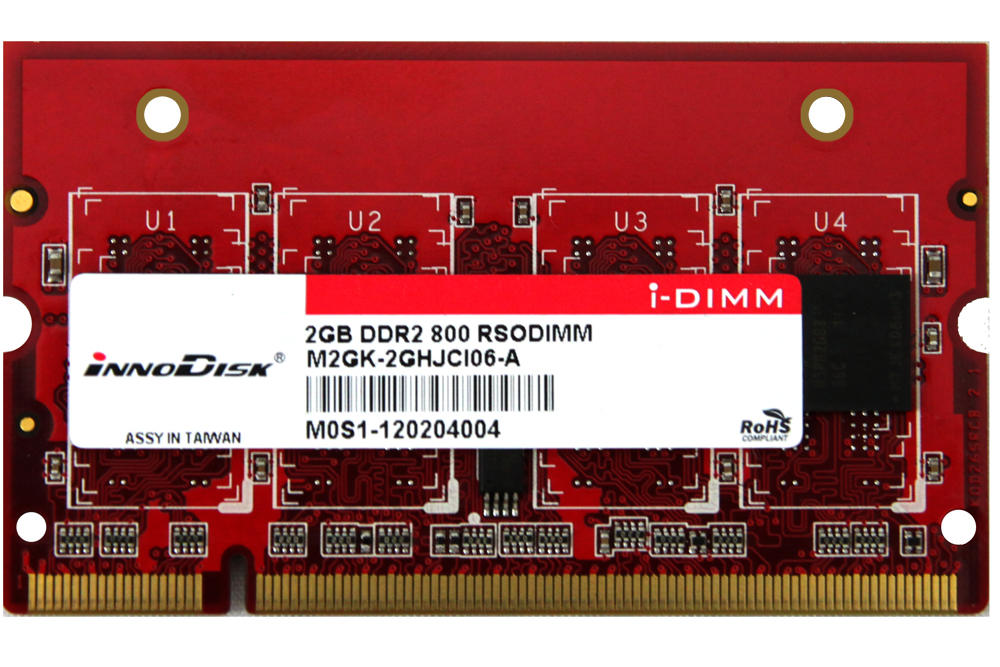 U1 U2 U3 U4
i-DIMM
2GB DDR2 800 RSODIMM
M2GK-2GHJCI06-A
INNODISK®
M0S1-120204004
ASSY IN TAIWAN
RoHS
COMPLIANT